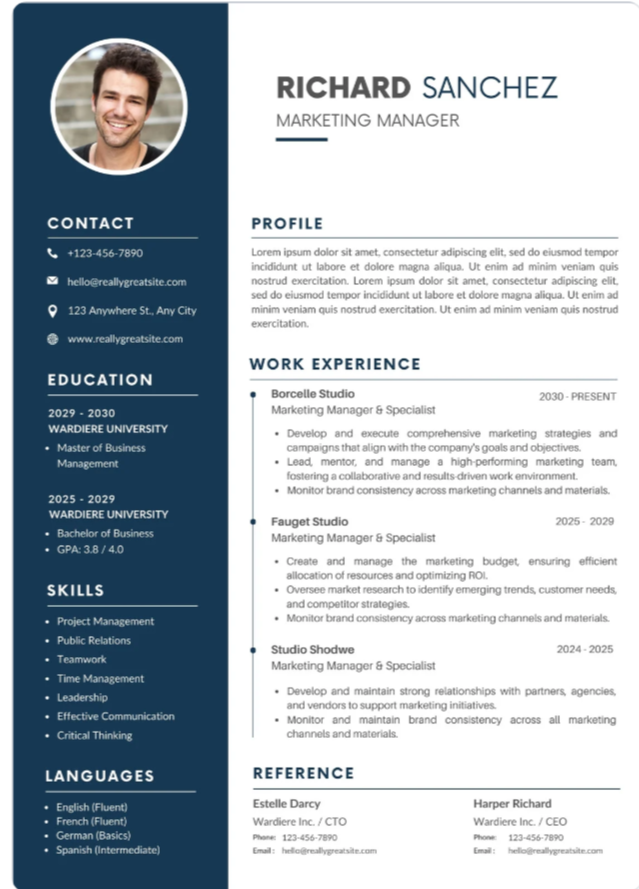 RICHARD SANCHEZ
MARKETING MANAGER
CONTACT
+123-456-7890
hello@reallygreatsite.com
123 Anywhere St., Any City
www.reallygreatsite.com
EDUCATION
2029 - 2030
WARDIERE UNIVERSITY
• Master of Business
Management
2025 - 2029
WARDIERE UNIVERSITY
• Bachelor of Business
• GPA: 3.8 / 4.0
SKILLS
• Project Management
• Public Relations
• Teamwork
• Time Management
• Leadership
• Effective Communication
• Critical Thinking
LANGUAGES
• English (Fluent)
• French (Fluent)
• German (Basics)
• Spanish (Intermediate)
PROFILE
Lorem ipsum dolor sit amet, consectetur adipiscing elit, sed do eiusmod tempor
incididunt ut labore et dolore magna aliqua. Ut enim ad minim veniam quis
nostrud exercitation. Lorem ipsum dolor sit amet, consectetur adipiscing elit,
sed do eiusmod tempor incididunt ut labore et dolore magna aliqua. Ut enim ad
minim veniam quis nostrud exercitation. Ut enim ad minim veniam quis nostrud
exercitation.
WORK EXPERIENCE
Borcelle Studio 2030 - PRESENT
Marketing Manager & Specialist
• Develop and execute comprehensive marketing strategies and
campaigns that align with the company's goals and objectives.
• Lead, mentor, and manage a high-performing marketing team,
fostering a collaborative and results-driven work environment.
• Monitor brand consistency across marketing channels and materials.
Fauget Studio 2025 - 2029
Marketing Manager & Specialist
• Create and manage the marketing budget, ensuring efficient
allocation of resources and optimizing ROI.
• Oversee market research to identify emerging trends, customer needs,
and competitor strategies.
• Monitor brand consistency across marketing channels and materials.
Studio Shodwe 2024 - 2025
Marketing Manager & Specialist
• Develop and maintain strong relationships with partners, agencies,
and vendors to support marketing initiatives.
• Monitor and maintain brand consistency across all marketing
channels and materials.
REFERENCE
Estelle Darcy
Wardiere Inc. / CTO
Phone: 123-456-7890
Email : hello@reallygreatsite.com
Harper Richard
Wardiere Inc. / CEO
Phone: 123-456-7890
Email : hello@reallygreatsite.com